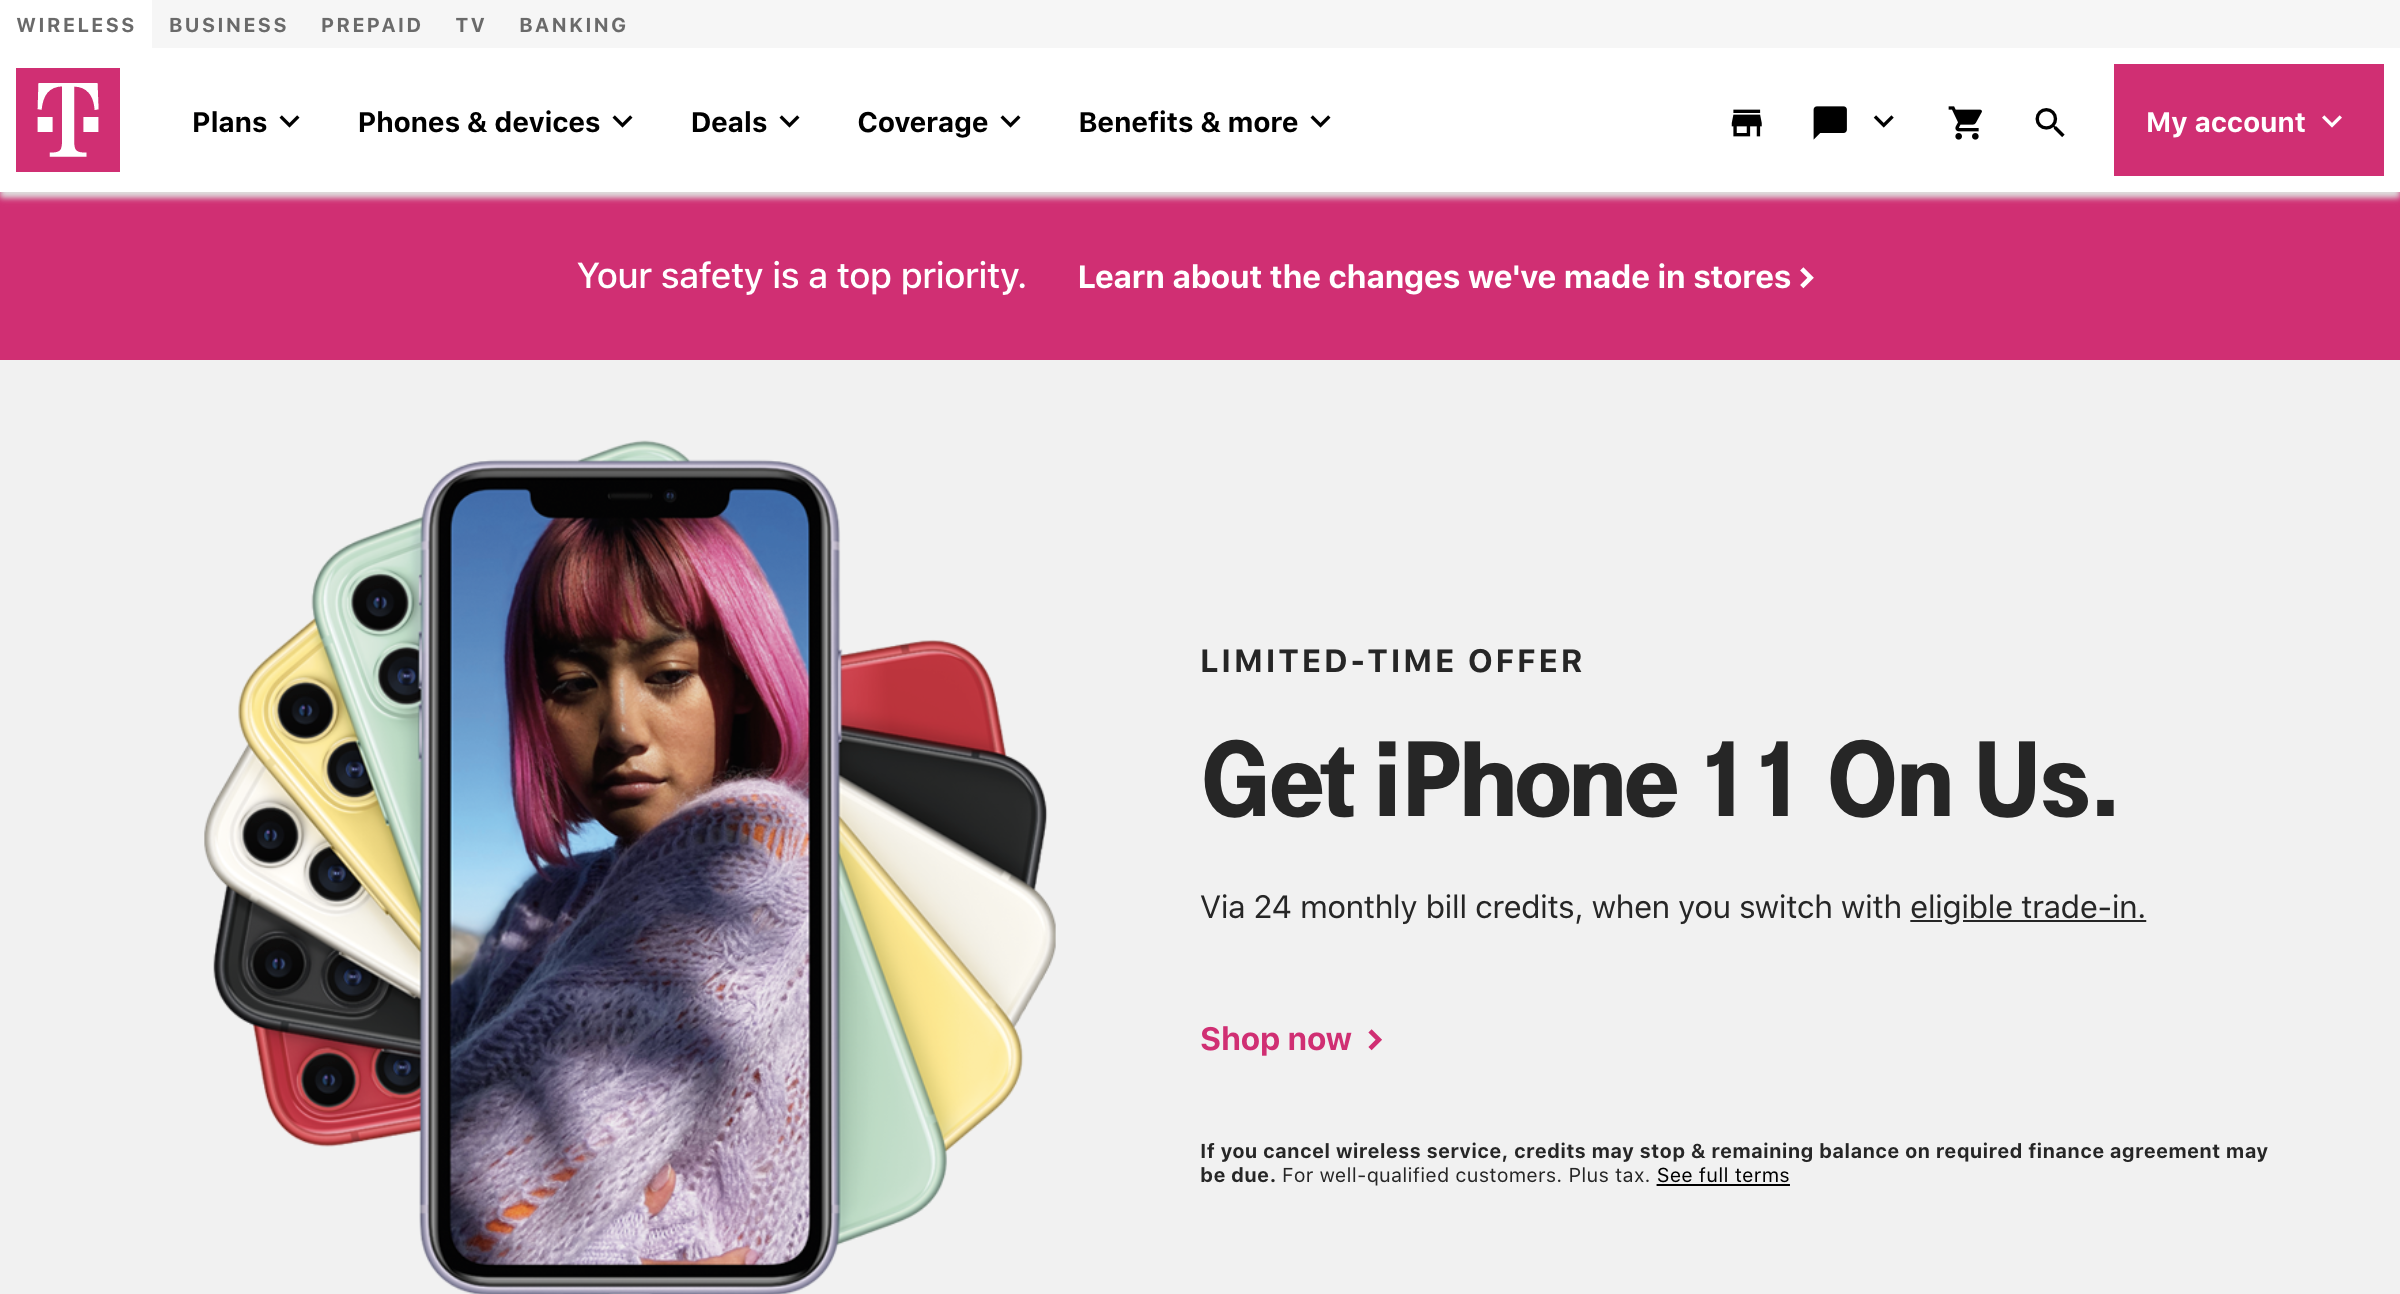 WIRELESS BUSINESS PREPAID TV BANKING
T Plans Phones & devices Deals Coverage Benefits & more My account
Your safety is a top priority. Learn about the changes we've made in stores
LIMITED-TIME OFFER
Get iPhone 11 On Us.
Via 24 monthly bill credits, when you switch with eligible trade-in.
Shop now
If you cancel wireless service, credits may stop & remaining balance on required finance agreement may
be due. For well-qualified customers. Plus tax. See full terms